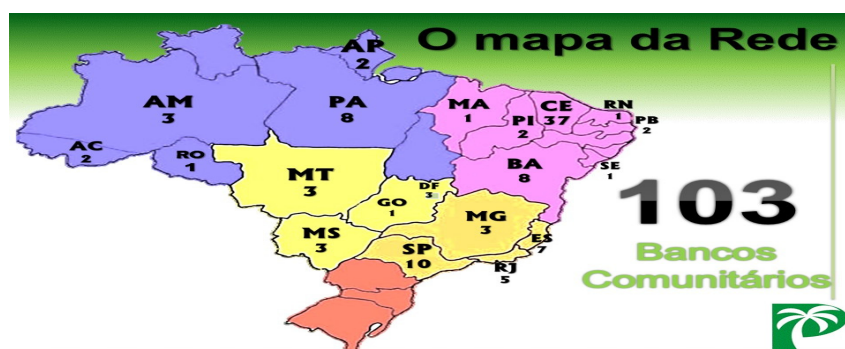 O mapa da Rede
AP
2
AM
3
PA
8
MA
1
CE
37
RN
1
PI
2
PB
2
AC
2
RO
1
BA
8
SE
1
MT
3
DF
3
GO
1
MG
3
ES
7
MS
3
SP
10
RJ
5
103
Bancos
Comunitários